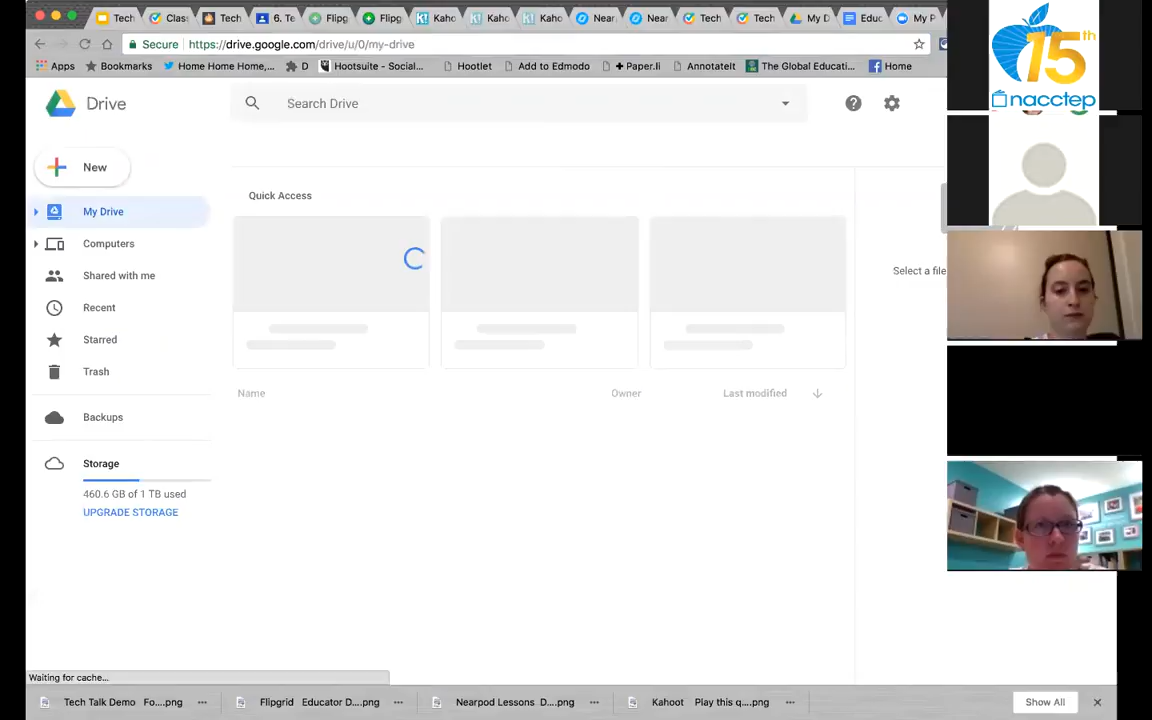 Tech Class Tech 6. Te Flipg Flipg Kaho Kaho Kaho Near Near Tech Tech My D Educ My P
Secure https://drive.google.com/drive/u/0/my-drive
Apps Bookmarks Home Home Home,... D Hootsuite - Social... Hootlet Add to Edmodo + Paper.li AnnotateIt The Global Educati... Home
15th
nacctep
Drive
Search Drive
New
Quick Access
My Drive
Computers
Shared with me
Select a file
Recent
Starred
Trash
Name Owner Last modified
Backups
Storage
460.6 GB of 1 TB used
UPGRADE STORAGE
Waiting for cache...
Tech Talk Demo Fo....png Flipgrid Educator D....png Nearpod Lessons D....png Kahoot Play this q....png Show All